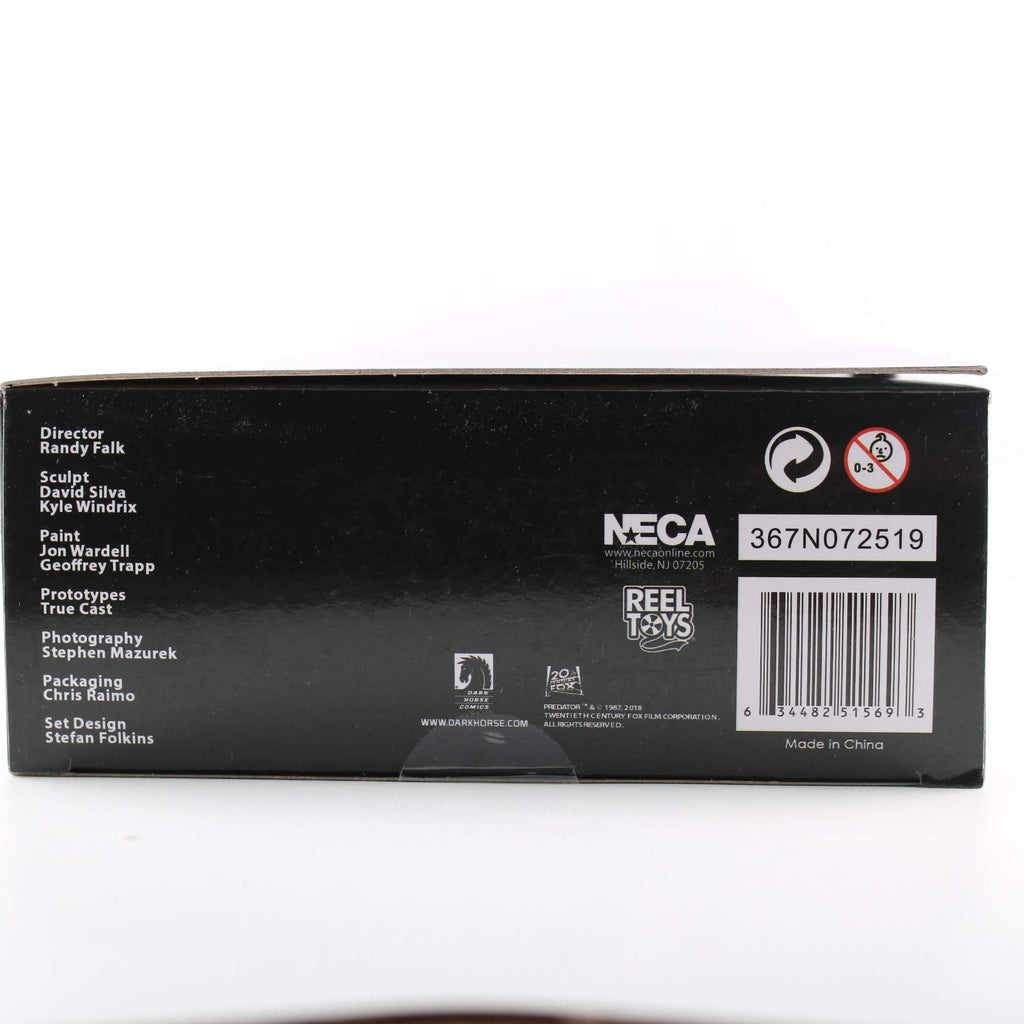 Director
Randy Falk
Sculpt
David Silva
Kyle Windrix
Paint
Jon Wardell
Geoffrey Trapp
Prototypes
True Cast
Photography
Stephen Mazurek
Packaging
Chris Raimo
Set Design
Stefan Folkins
DARK
HORSE
COMICS
WWW.DARKHORSE.COM
20th
CENTURY
FOX
PREDATOR™ & © 1987, 2018
TWENTIETH CENTURY FOX FILM CORPORATION.
ALL RIGHTS RESERVED.
NECA
www.necaonline.com
Hillside, NJ 07205
REEL
TOYS
0-3
367N072519
6 34482 51569 3
Made in China